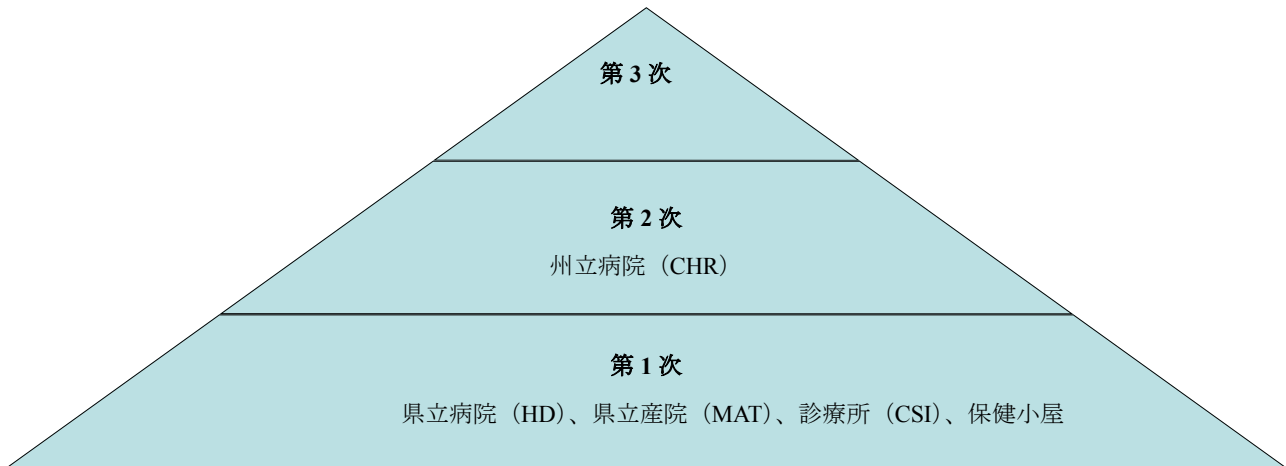 第 3 次
第 2 次
州立病院（CHR）
第 1 次
県立病院（HD）、県立産院（MAT）、診療所（CSI）、保健小屋